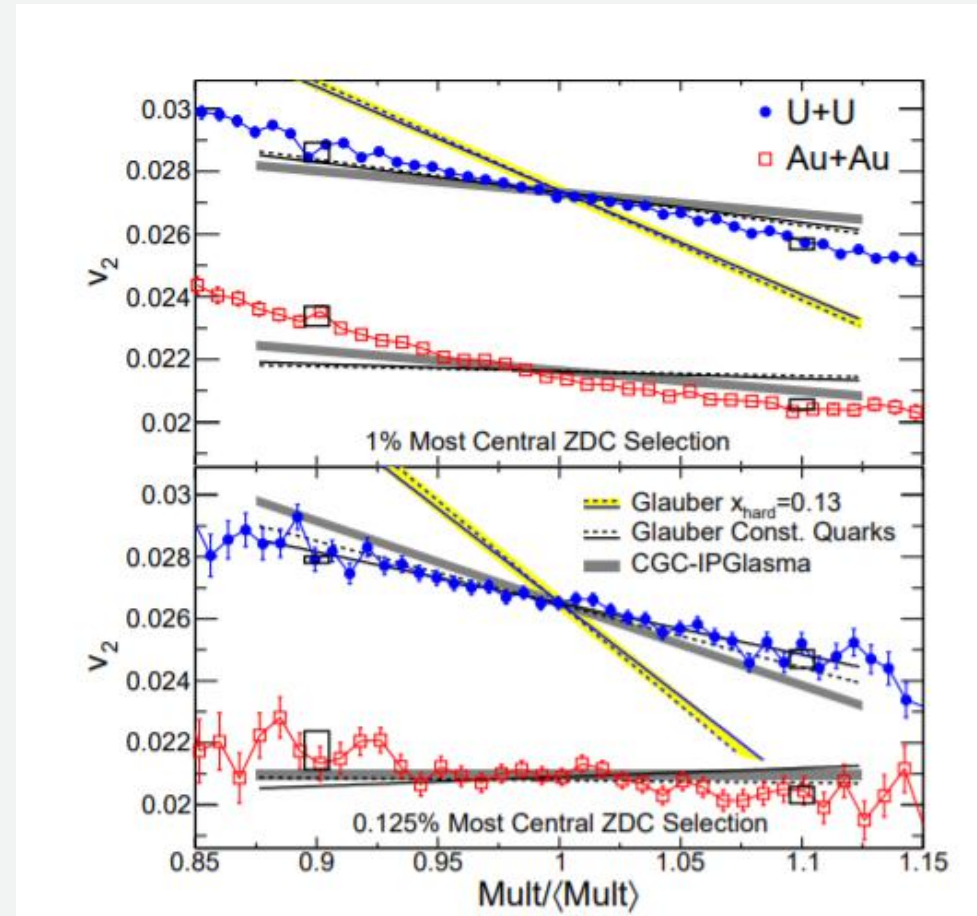 0.03
0.028
0.026
0.024
0.022
0.02
v₂
U+U
Au+Au
1% Most Central ZDC Selection
0.03
0.028
0.026
0.024
0.022
0.02
v₂
Glauber x_hard=0.13
Glauber Const. Quarks
CGC-IPGlasma
0.125% Most Central ZDC Selection
0.85 0.9 0.95 1 1.05 1.1 1.15
Mult/⟨Mult⟩